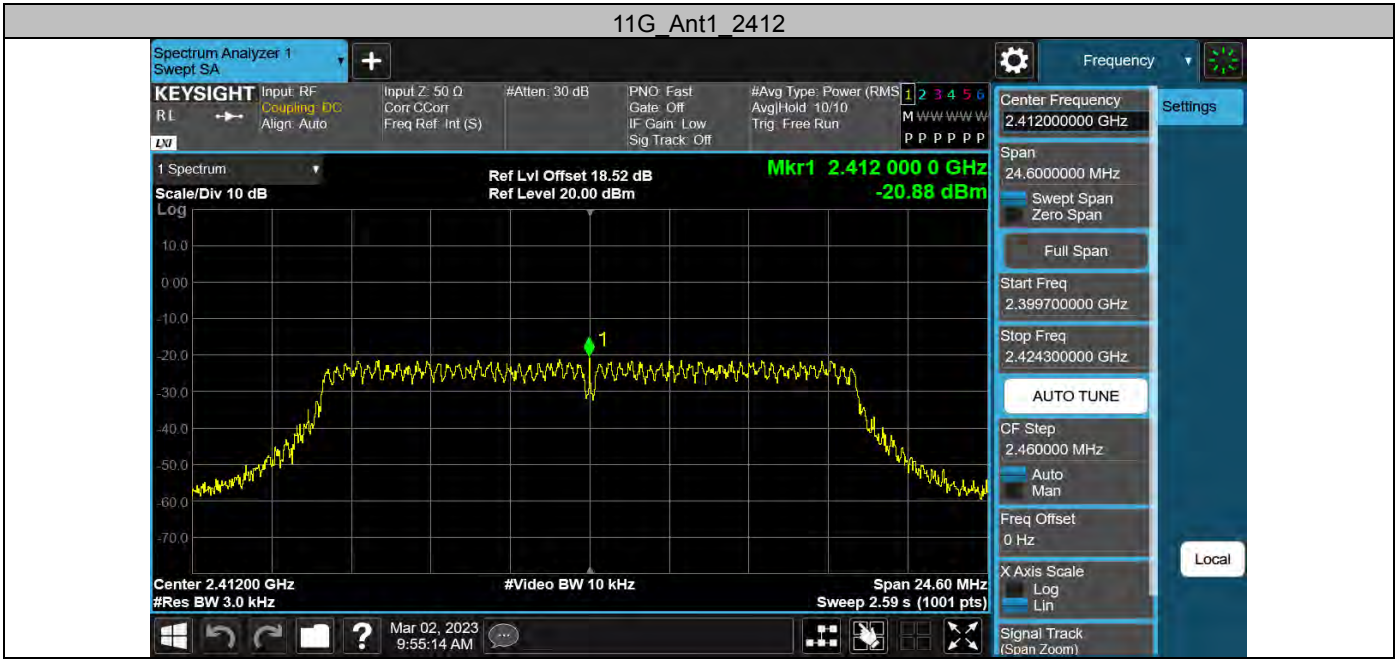 11G_Ant1_2412
Spectrum Analyzer 1
Swept SA
Frequency
KEYSIGHT
RL
LXI
Input: RF
Coupling: DC
Align: Auto
Input Z: 50 Ω
Corr CCorr
Freq Ref: Int (S)
#Atten: 30 dB
PNO: Fast
Gate: Off
IF Gain: Low
Sig Track: Off
#Avg Type: Power (RMS
Avg|Hold: 10/10
Trig: Free Run
1 2 3 4 5 6
M W W W W W
P P P P P P
1 Spectrum
Scale/Div 10 dB
Ref Lvl Offset 18.52 dB
Ref Level 20.00 dBm
Mkr1 2.412 000 0 GHz
-20.88 dBm
Log
10.0
0.00
-10.0
-20.0
-30.0
-40.0
-50.0
-60.0
-70.0
1
Center 2.41200 GHz
#Res BW 3.0 kHz
#Video BW 10 kHz
Span 24.60 MHz
Sweep 2.59 s (1001 pts)
Center Frequency
2.412000000 GHz
Settings
Span
24.6000000 MHz
Swept Span
Zero Span
Full Span
Start Freq
2.399700000 GHz
Stop Freq
2.424300000 GHz
AUTO TUNE
CF Step
2.460000 MHz
Auto
Man
Freq Offset
0 Hz
X Axis Scale
Log
Lin
Local
Signal Track
(Span Zoom)
?
Mar 02, 2023
9:55:14 AM